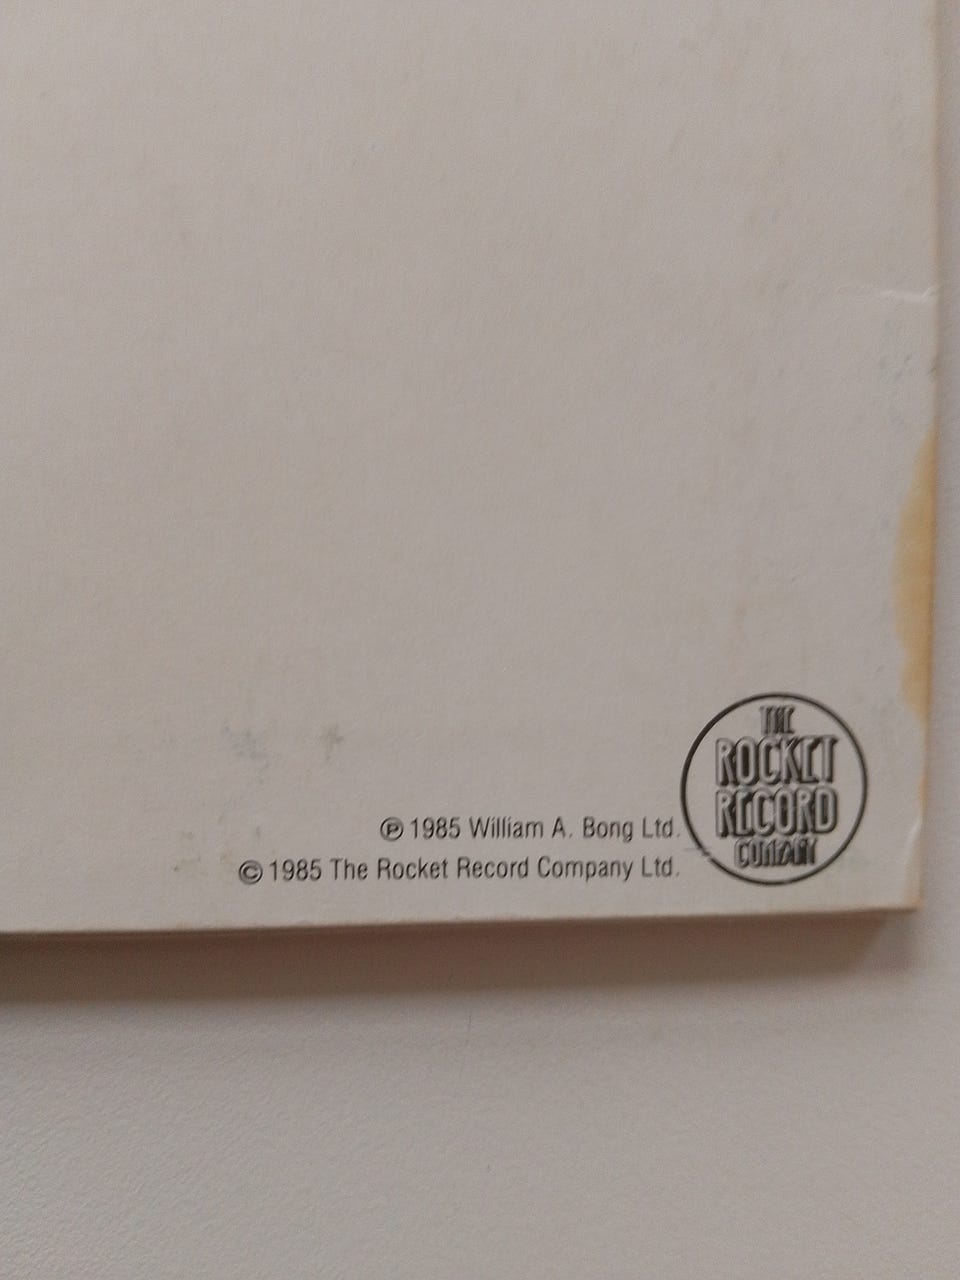 ℗ 1985 William A. Bong Ltd.
© 1985 The Rocket Record Company Ltd.
THE
ROCKET
RECORD
COMPANY